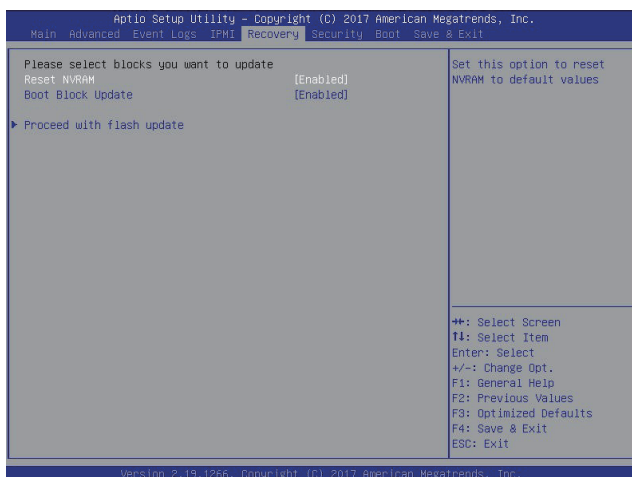 Aptio Setup Utility – Copyright (C) 2017 American Megatrends, Inc.
Main Advanced Event Logs IPMI Recovery Security Boot Save & Exit
Please select blocks you want to update
Reset NVRAM [Enabled]
Boot Block Update [Enabled]
► Proceed with flash update
Set this option to reset
NVRAM to default values
→←: Select Screen
↑↓: Select Item
Enter: Select
+/-: Change Opt.
F1: General Help
F2: Previous Values
F3: Optimized Defaults
F4: Save & Exit
ESC: Exit
Version 2.19.1266. Copyright (C) 2017 American Megatrends, Inc.